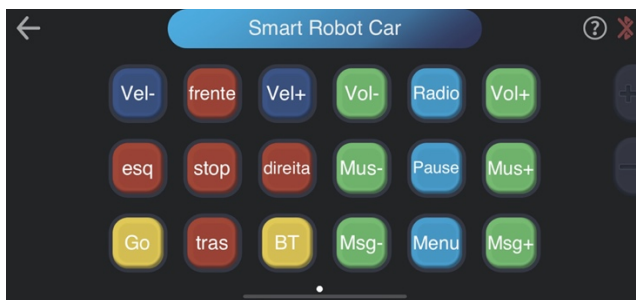 Smart Robot Car
Vel- frente Vel+ Vol- Radio Vol+
esq stop direita Mus- Pause Mus+
Go tras BT Msg- Menu Msg+